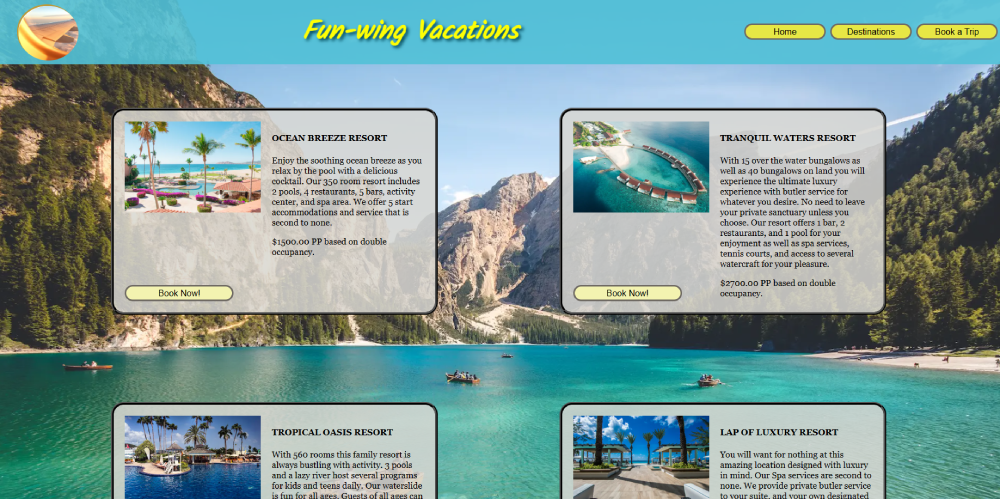 Fun-wing Vacations
Home
Destinations
Book a Trip
OCEAN BREEZE RESORT
Enjoy the soothing ocean breeze as you
relax by the pool with a delicious
cocktail. Our 350 room resort includes
2 pools, 4 restaurants, 5 bars, activity
center, and spa area. We offer 5 start
accommodations and service that is
second to none.
$1500.00 PP based on double
occupancy.
Book Now!
TRANQUIL WATERS RESORT
With 15 over the water bungalows as
well as 40 bungalows on land you will
experience the ultimate luxury
experience with butler service for
whatever you desire. No need to leave
your private sanctuary unless you
choose. Our resort offers 1 bar, 2
restaurants, and 1 pool for your
enjoyment as well as spa services,
tennis courts, and access to several
watercraft for your pleasure.
$2700.00 PP based on double
occupancy.
Book Now!
TROPICAL OASIS RESORT
With 560 rooms this family resort is
always bustling with activity. 3 pools
and a lazy river host several programs
for kids and teens daily. Our waterslide
is fun for all ages. Guests of all ages can
LAP OF LUXURY RESORT
You will want for nothing at this
amazing location designed with luxury
in mind. Our Spa services are second to
none. We provide private butler service
to your suite, and your own designated